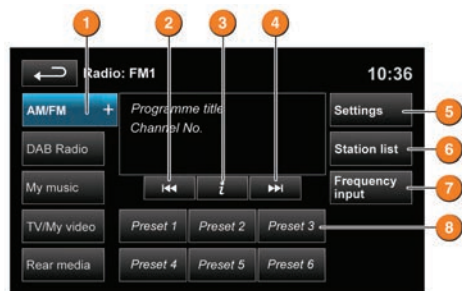 1 2 3 4
Radio: FM1 10:36
AM/FM + Programme title Settings 5
Channel No.
DAB Radio Station list 6
My music i Frequency input 7
TV/My video Preset 1 Preset 2 Preset 3 8
Rear media Preset 4 Preset 5 Preset 6